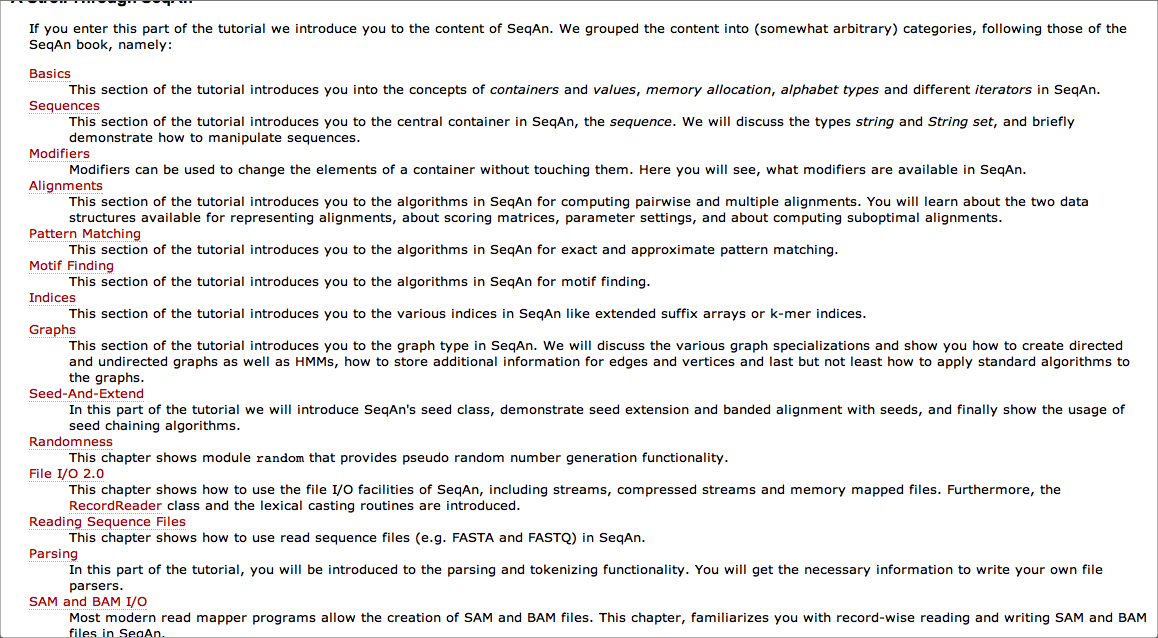 A Stroll Through SeqAn
If you enter this part of the tutorial we introduce you to the content of SeqAn. We grouped the content into (somewhat arbitrary) categories, following those of the
SeqAn book, namely:
Basics
This section of the tutorial introduces you into the concepts of containers and values, memory allocation, alphabet types and different iterators in SeqAn.
Sequences
This section of the tutorial introduces you to the central container in SeqAn, the sequence. We will discuss the types string and String set, and briefly
demonstrate how to manipulate sequences.
Modifiers
Modifiers can be used to change the elements of a container without touching them. Here you will see, what modifiers are available in SeqAn.
Alignments
This section of the tutorial introduces you to the algorithms in SeqAn for computing pairwise and multiple alignments. You will learn about the two data
structures available for representing alignments, about scoring matrices, parameter settings, and about computing suboptimal alignments.
Pattern Matching
This section of the tutorial introduces you to the algorithms in SeqAn for exact and approximate pattern matching.
Motif Finding
This section of the tutorial introduces you to the algorithms in SeqAn for motif finding.
Indices
This section of the tutorial introduces you to the various indices in SeqAn like extended suffix arrays or k-mer indices.
Graphs
This section of the tutorial introduces you to the graph type in SeqAn. We will discuss the various graph specializations and show you how to create directed
and undirected graphs as well as HMMs, how to store additional information for edges and vertices and last but not least how to apply standard algorithms to
the graphs.
Seed-And-Extend
In this part of the tutorial we will introduce SeqAn's seed class, demonstrate seed extension and banded alignment with seeds, and finally show the usage of
seed chaining algorithms.
Randomness
This chapter shows module random that provides pseudo random number generation functionality.
File I/O 2.0
This chapter shows how to use the file I/O facilities of SeqAn, including streams, compressed streams and memory mapped files. Furthermore, the
RecordReader class and the lexical casting routines are introduced.
Reading Sequence Files
This chapter shows how to use read sequence files (e.g. FASTA and FASTQ) in SeqAn.
Parsing
In this part of the tutorial, you will be introduced to the parsing and tokenizing functionality. You will get the necessary information to write your own file
parsers.
SAM and BAM I/O
Most modern read mapper programs allow the creation of SAM and BAM files. This chapter, familiarizes you with record-wise reading and writing SAM and BAM
files in SeqAn.